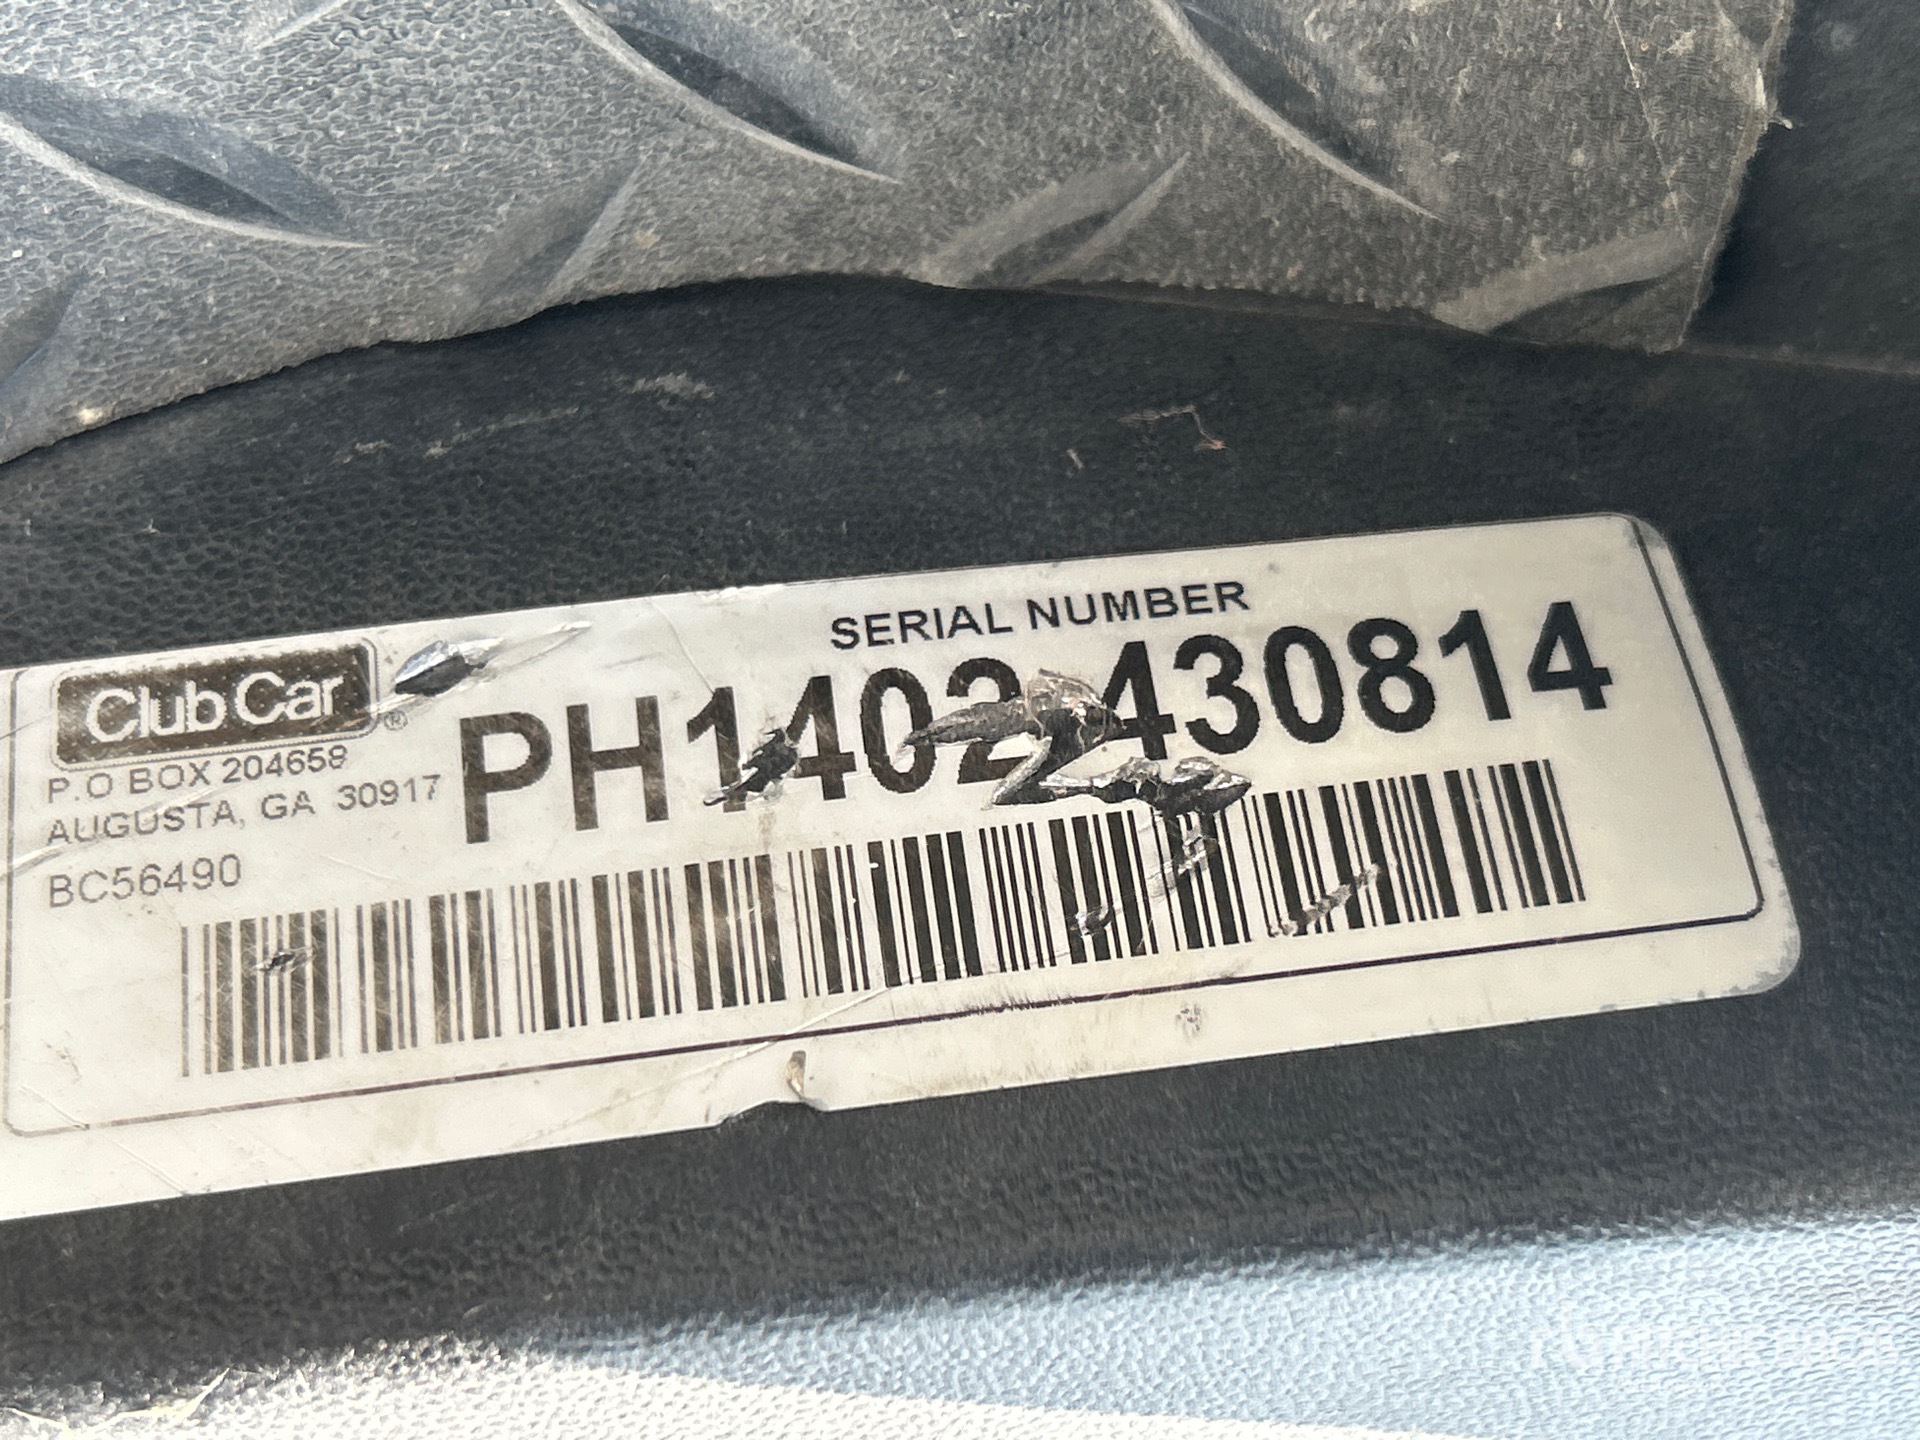 SERIAL NUMBER
Club Car®
PH1402 430814
P.O BOX 204658
AUGUSTA, GA 30917
BC56490